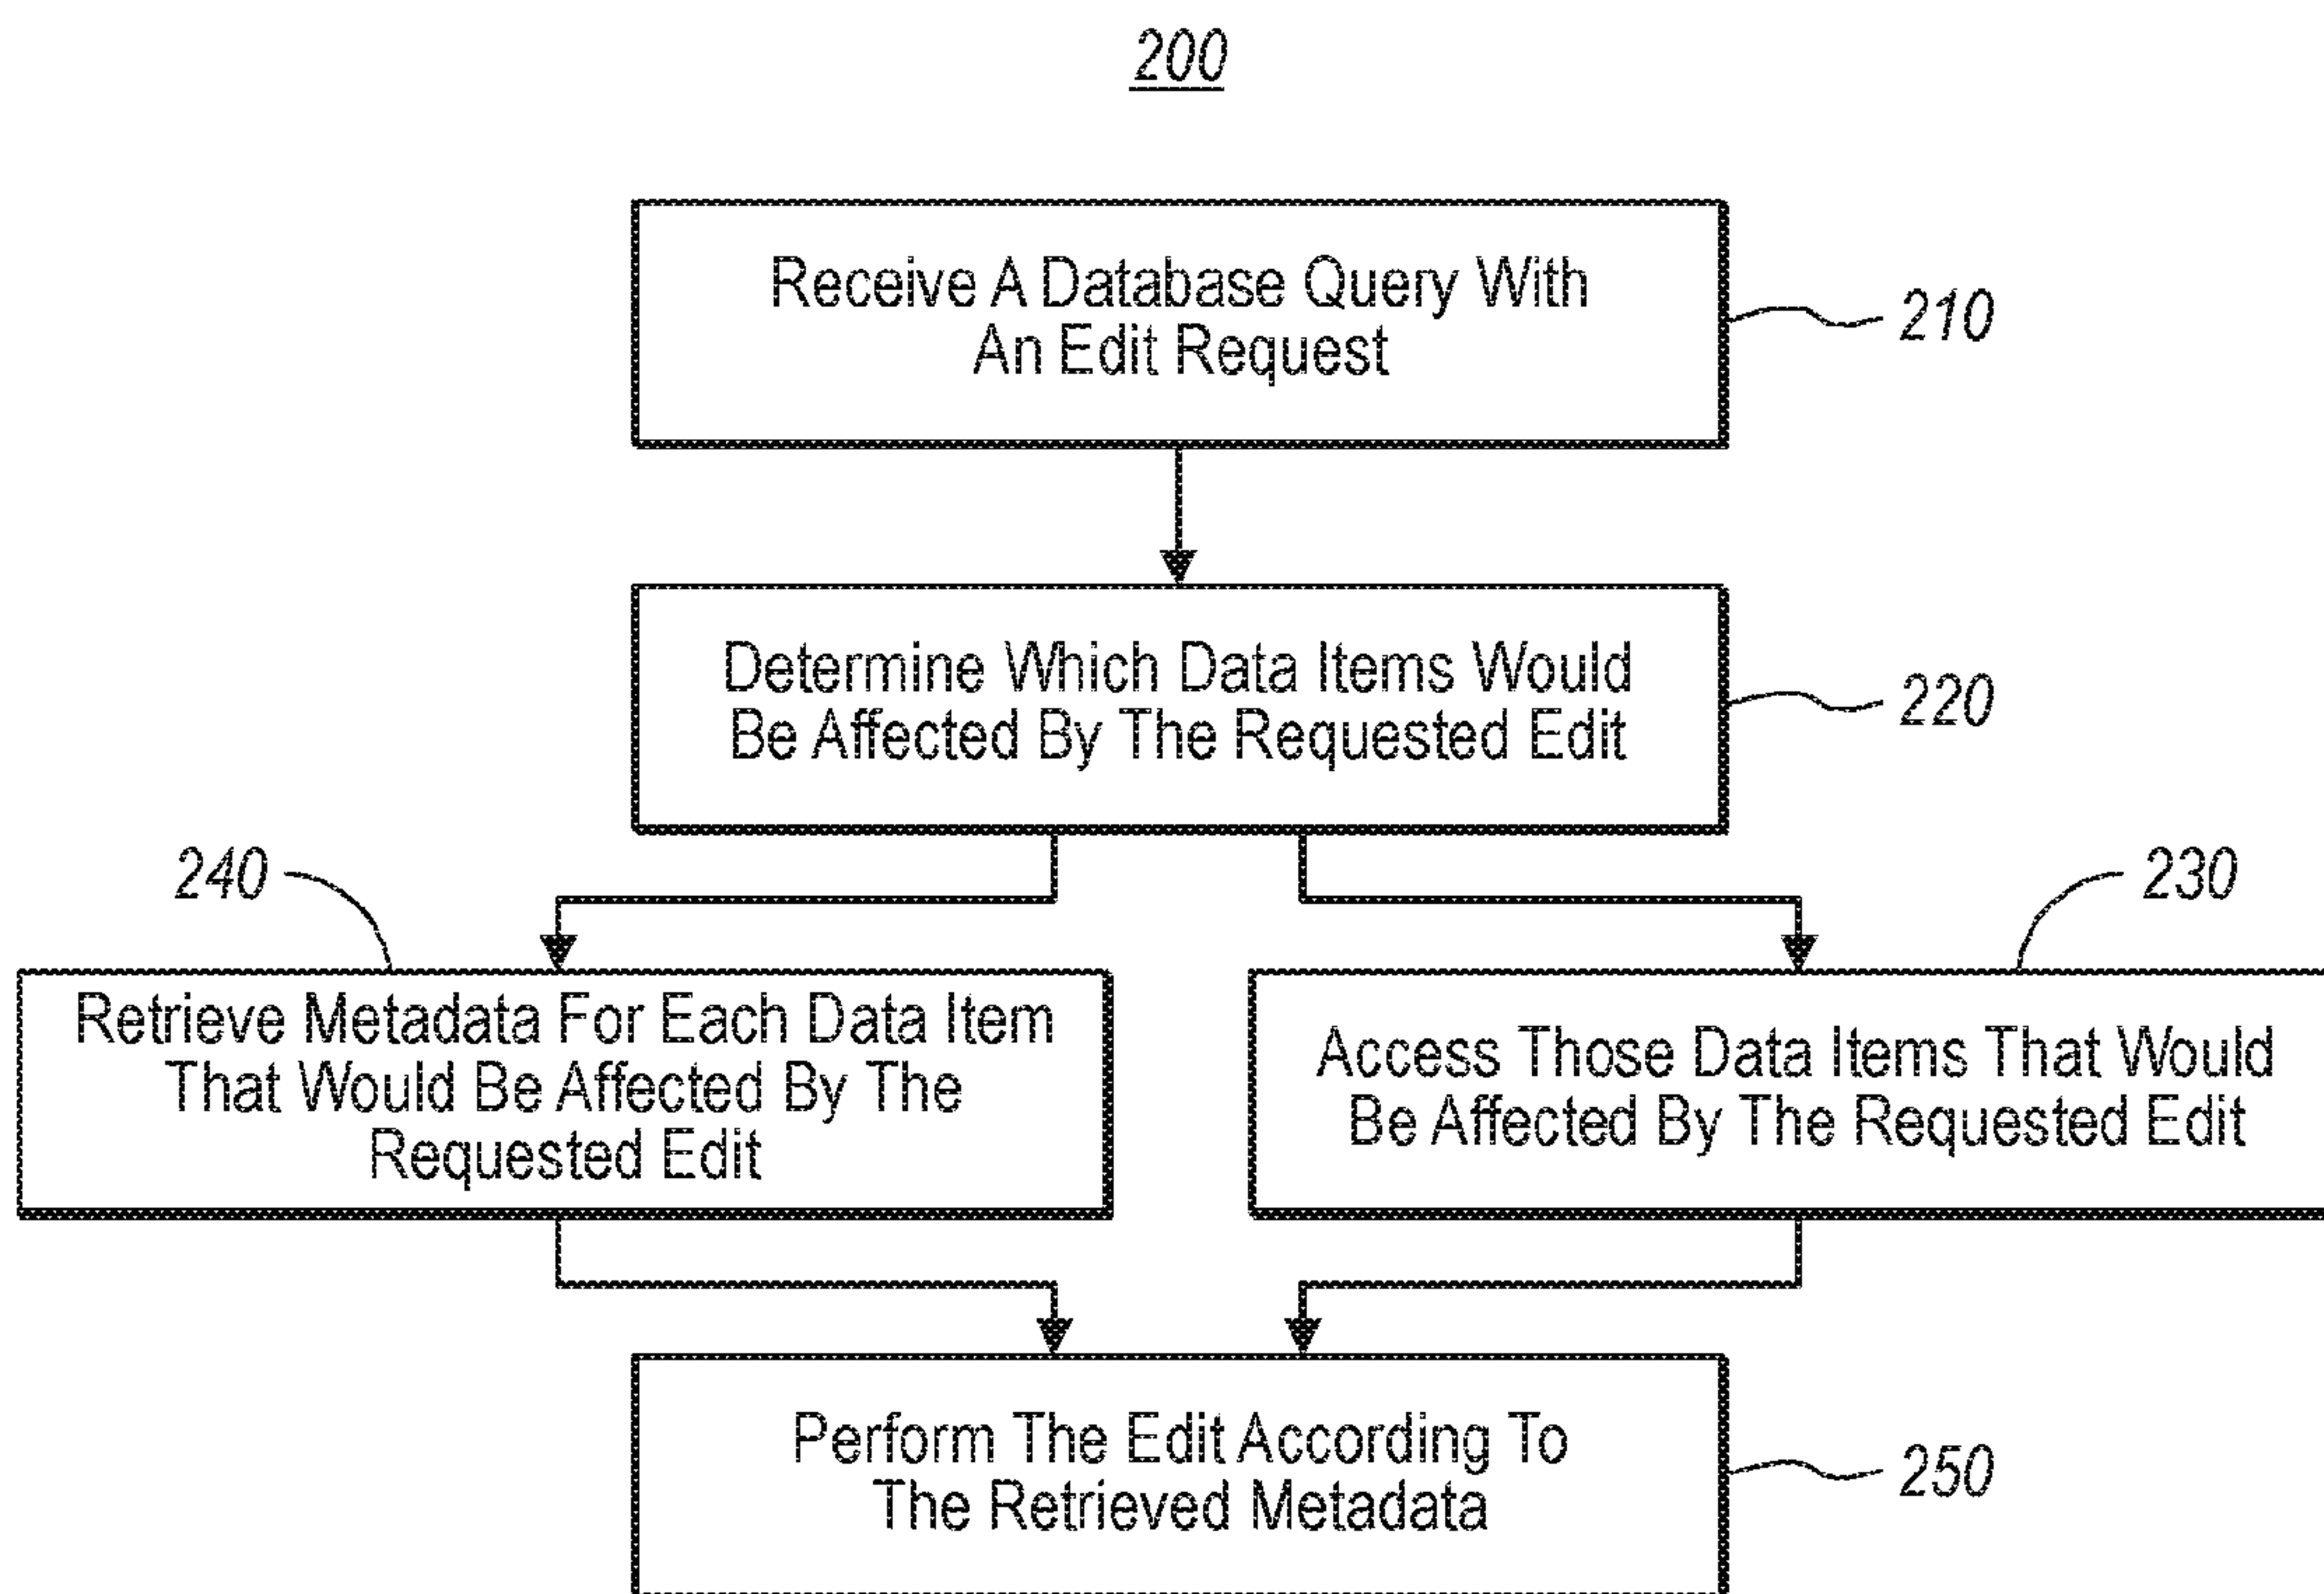 200
Receive A Database Query With
An Edit Request
210
Determine Which Data Items Would
Be Affected By The Requested Edit
220
240
230
Retrieve Metadata For Each Data Item
That Would Be Affected By The
Requested Edit
Access Those Data Items That Would
Be Affected By The Requested Edit
Perform The Edit According To
The Retrieved Metadata
250